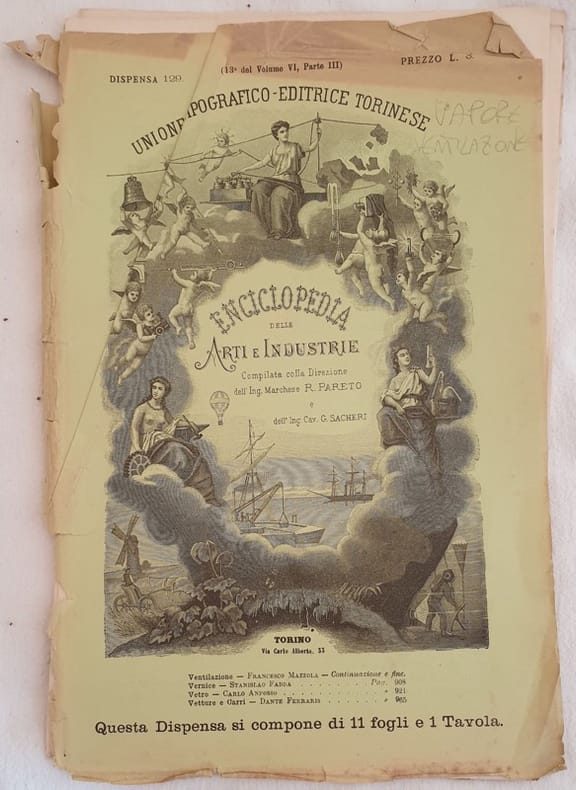 (13ª del Volume VI, Parte III)
DISPENSA 129.
PREZZO L.
UNIONE TIPOGRAFICO-EDITRICE TORINESE
VAPORE
VENTILAZIONE
ENCICLOPEDIA
DELLE
ARTI E INDUSTRIE
Compilata colla Direzione
dell'Ing. Marchese R. PARETO
e
dell'Ing. Cav. G. SACHERI
TORINO
Via Carlo Alberto, 33
Ventilazione — FRANCESCO MAZZOLA — Continuazione e fine.
Vernice — STANISLAO FADDA . . . . . . . . . Pag. 908
Vetro — CARLO ANFOSSO . . . . . . . . . . » 921
Vetture e Carri — DANTE FERRARIS . . . . . . » 965
Questa Dispensa si compone di 11 fogli e 1 Tavola.